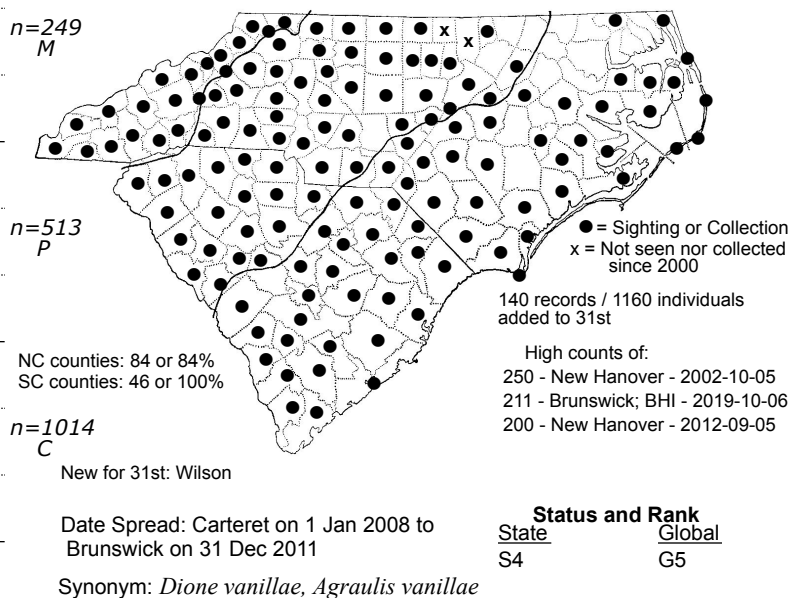 n=249
M
x
x
n=513
P
● = Sighting or Collection
x = Not seen nor collected
since 2000
140 records / 1160 individuals
added to 31st
NC counties: 84 or 84%
SC counties: 46 or 100%
High counts of:
250 - New Hanover - 2002-10-05
211 - Brunswick; BHI - 2019-10-06
200 - New Hanover - 2012-09-05
n=1014
C
New for 31st: Wilson
Date Spread: Carteret on 1 Jan 2008 to
Brunswick on 31 Dec 2011
Synonym: Dione vanillae, Agraulis vanillae
Status and Rank
State Global
S4 G5